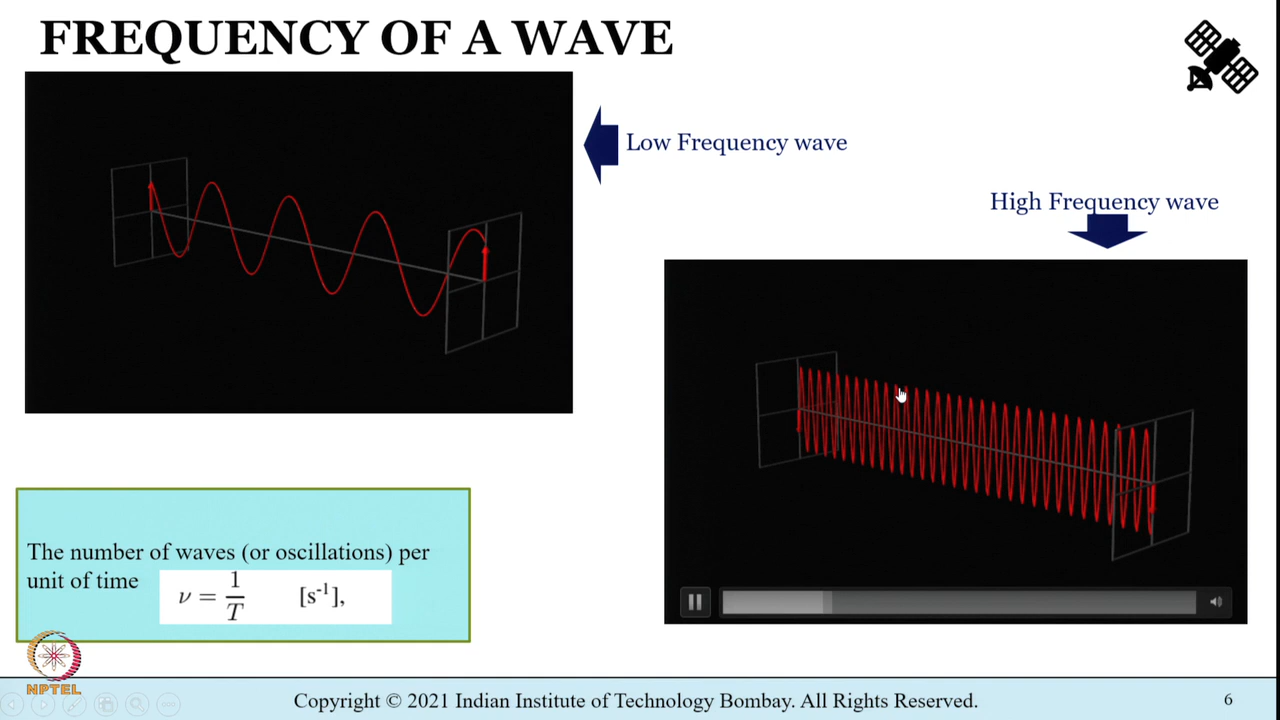 FREQUENCY OF A WAVE
Low Frequency wave
High Frequency wave
The number of waves (or oscillations) per
unit of time
ν = 1/T [s⁻¹],
NPTEL
Copyright © 2021 Indian Institute of Technology Bombay. All Rights Reserved.
6